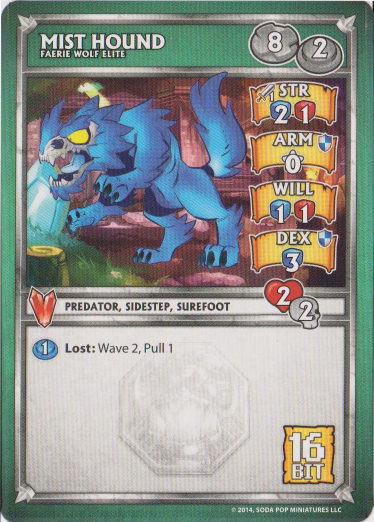 MIST HOUND
FAERIE WOLF ELITE
8 2
STR
2 1
ARM
0
WILL
1 1
DEX
3
2
2
PREDATOR, SIDESTEP, SUREFOOT
1 Lost: Wave 2, Pull 1
16
BIT
© 2014, SODA POP MINIATURES LLC